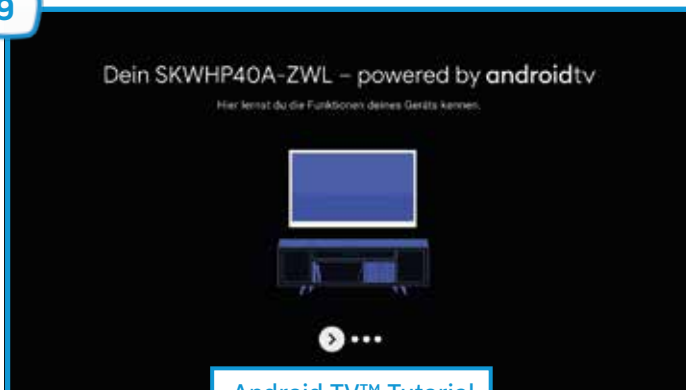 9
Dein SKWHP40A-ZWL – powered by androidtv
Hier lernst du die Funktionen deines Geräts kennen.
Android TV™ Tutorial